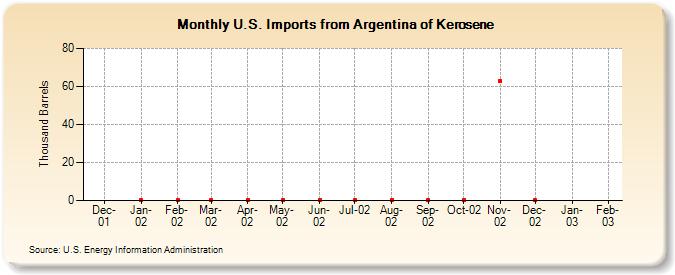 Monthly U.S. Imports from Argentina of Kerosene
Thousand Barrels
80
60
40
20
0
Dec-01 Jan-02 Feb-02 Mar-02 Apr-02 May-02 Jun-02 Jul-02 Aug-02 Sep-02 Oct-02 Nov-02 Dec-02 Jan-03 Feb-03
Source: U.S. Energy Information Administration